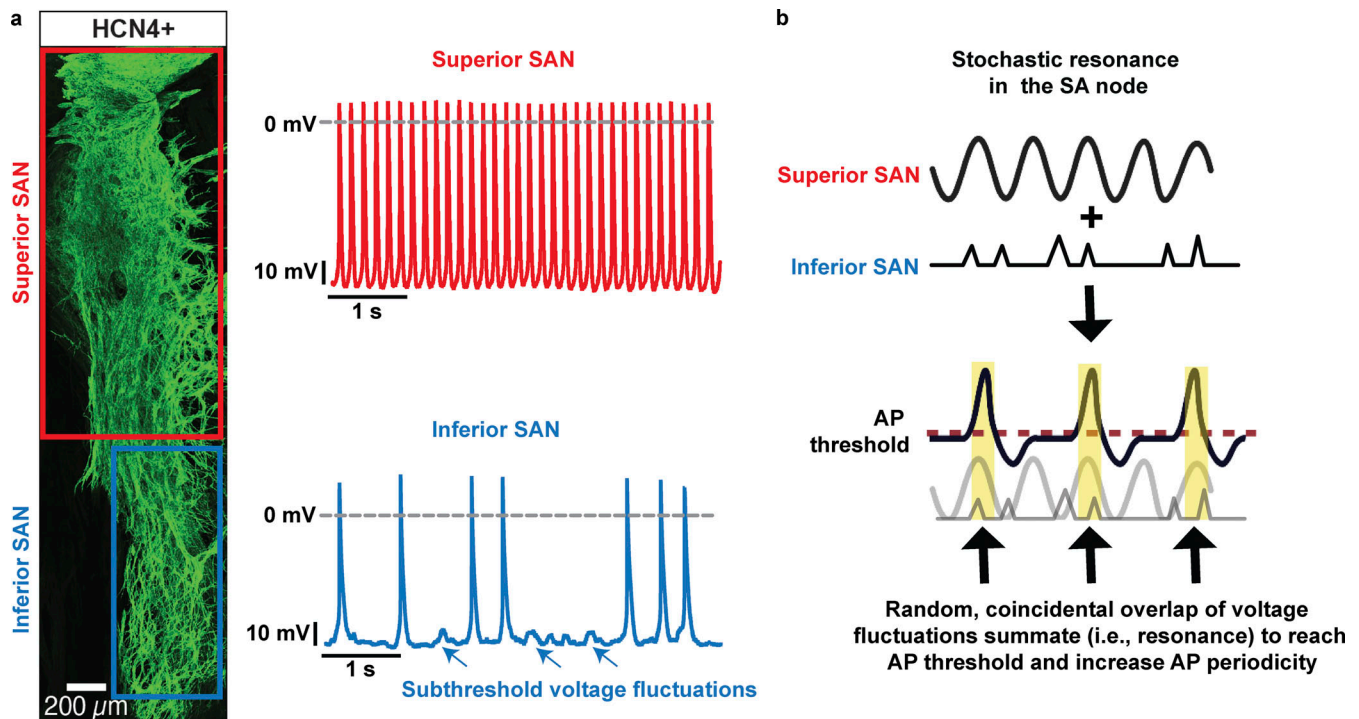 a
HCN4+
Superior SAN
Inferior SAN
200 µm
Superior SAN
0 mV
10 mV
1 s
Inferior SAN
0 mV
10 mV
1 s
Subthreshold voltage fluctuations
b
Stochastic resonance
in the SA node
Superior SAN
+
Inferior SAN
AP
threshold
Random, coincidental overlap of voltage
fluctuations summate (i.e., resonance) to reach
AP threshold and increase AP periodicity